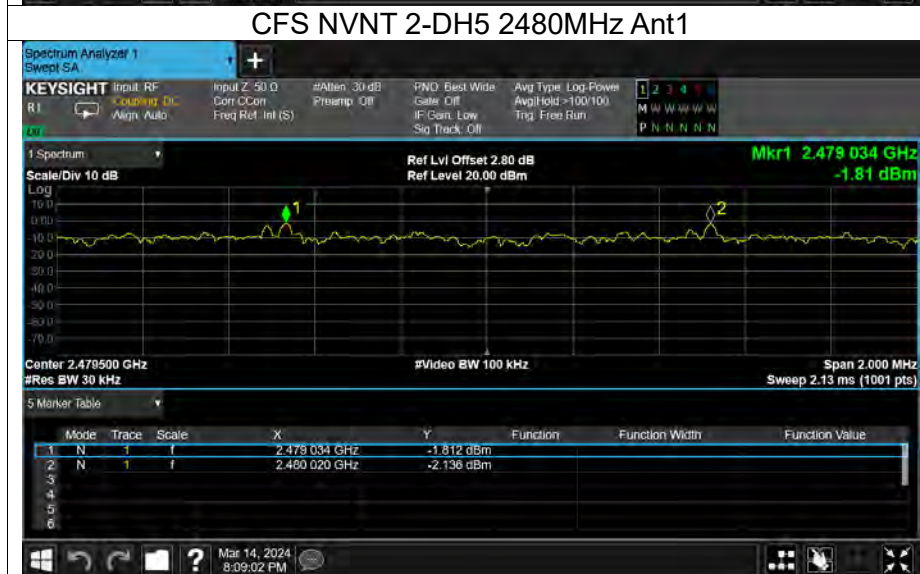 CFS NVNT 2-DH5 2480MHz Ant1
Spectrum Analyzer 1
Swept SA
+
KEYSIGHT Input: RF Input Z: 50 Ω #Atten: 30 dB PNO: Best Wide Avg Type: Log-Power 1 2 3 4 5 6
R L Coupling: DC Corr CCorr Preamp: Off Gate: Off Avg|Hold:>100/100 M W W W W W
Align: Auto Freq Ref: Int (S) IF Gain: Low Trig: Free Run
Sig Track: Off P N N N N N
1 Spectrum Ref Lvl Offset 2.80 dB Mkr1 2.479 034 GHz
Scale/Div 10 dB Ref Level 20.00 dBm -1.81 dBm
Log
10.0
0.00
-10.0
-20.0
-30.0
-40.0
-50.0
-60.0
-70.0
1
2
Center 2.479500 GHz #Video BW 100 kHz Span 2.000 MHz
#Res BW 30 kHz Sweep 2.13 ms (1001 pts)
5 Marker Table
Mode Trace Scale X Y Function Function Width Function Value
1 N 1 f 2.479 034 GHz -1.812 dBm
2 N 1 f 2.480 020 GHz -2.136 dBm
3
4
5
6
? Mar 14, 2024
8:09:02 PM